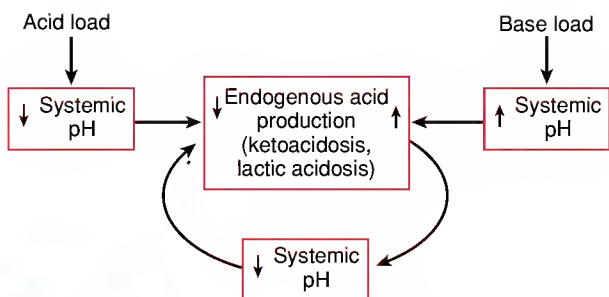 Acid load
Base load
↓ Systemic
pH
↓ Endogenous acid ↑
production
(ketoacidosis,
lactic acidosis)
↑ Systemic
pH
?
↓ Systemic
pH